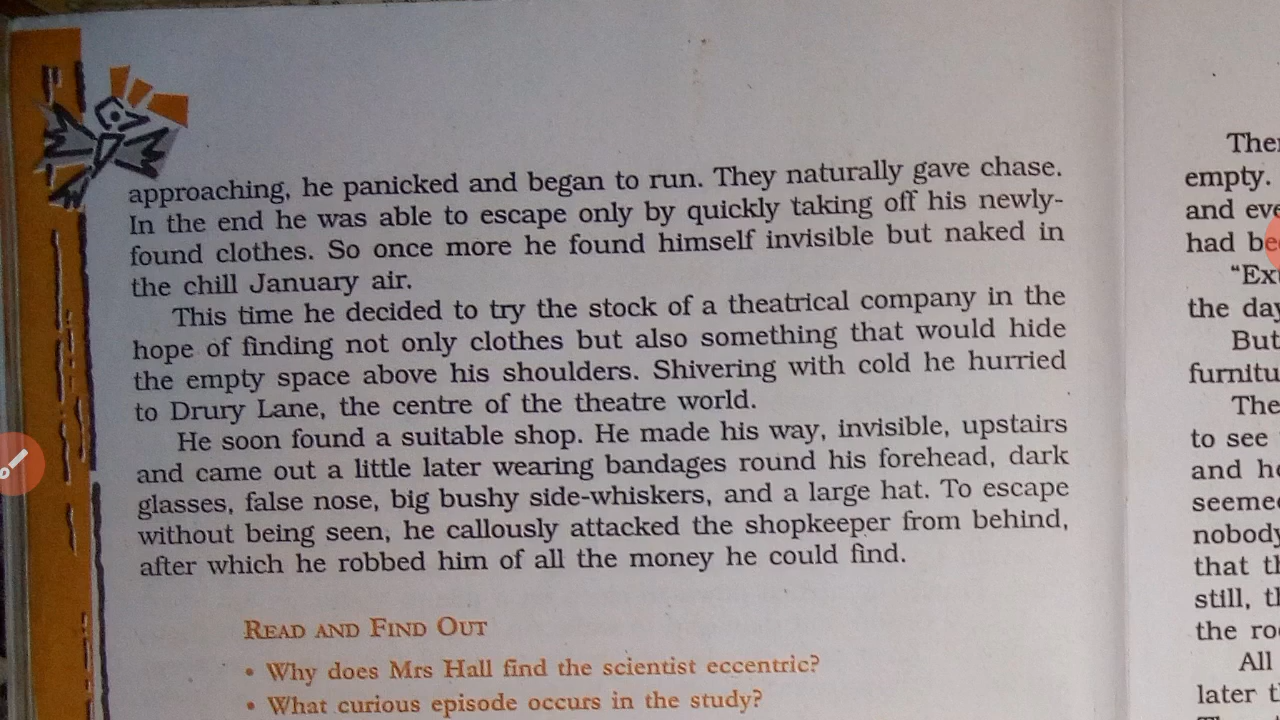 approaching, he panicked and began to run. They naturally gave chase.
In the end he was able to escape only by quickly taking off his newly-
found clothes. So once more he found himself invisible but naked in
the chill January air.
This time he decided to try the stock of a theatrical company in the
hope of finding not only clothes but also something that would hide
the empty space above his shoulders. Shivering with cold he hurried
to Drury Lane, the centre of the theatre world.
He soon found a suitable shop. He made his way, invisible, upstairs
and came out a little later wearing bandages round his forehead, dark
glasses, false nose, big bushy side-whiskers, and a large hat. To escape
without being seen, he callously attacked the shopkeeper from behind,
after which he robbed him of all the money he could find.
READ AND FIND OUT
• Why does Mrs Hall find the scientist eccentric?
• What curious episode occurs in the study?
empty.
and
had
the
But
to see
and
nobody
that
still,
the
All
later